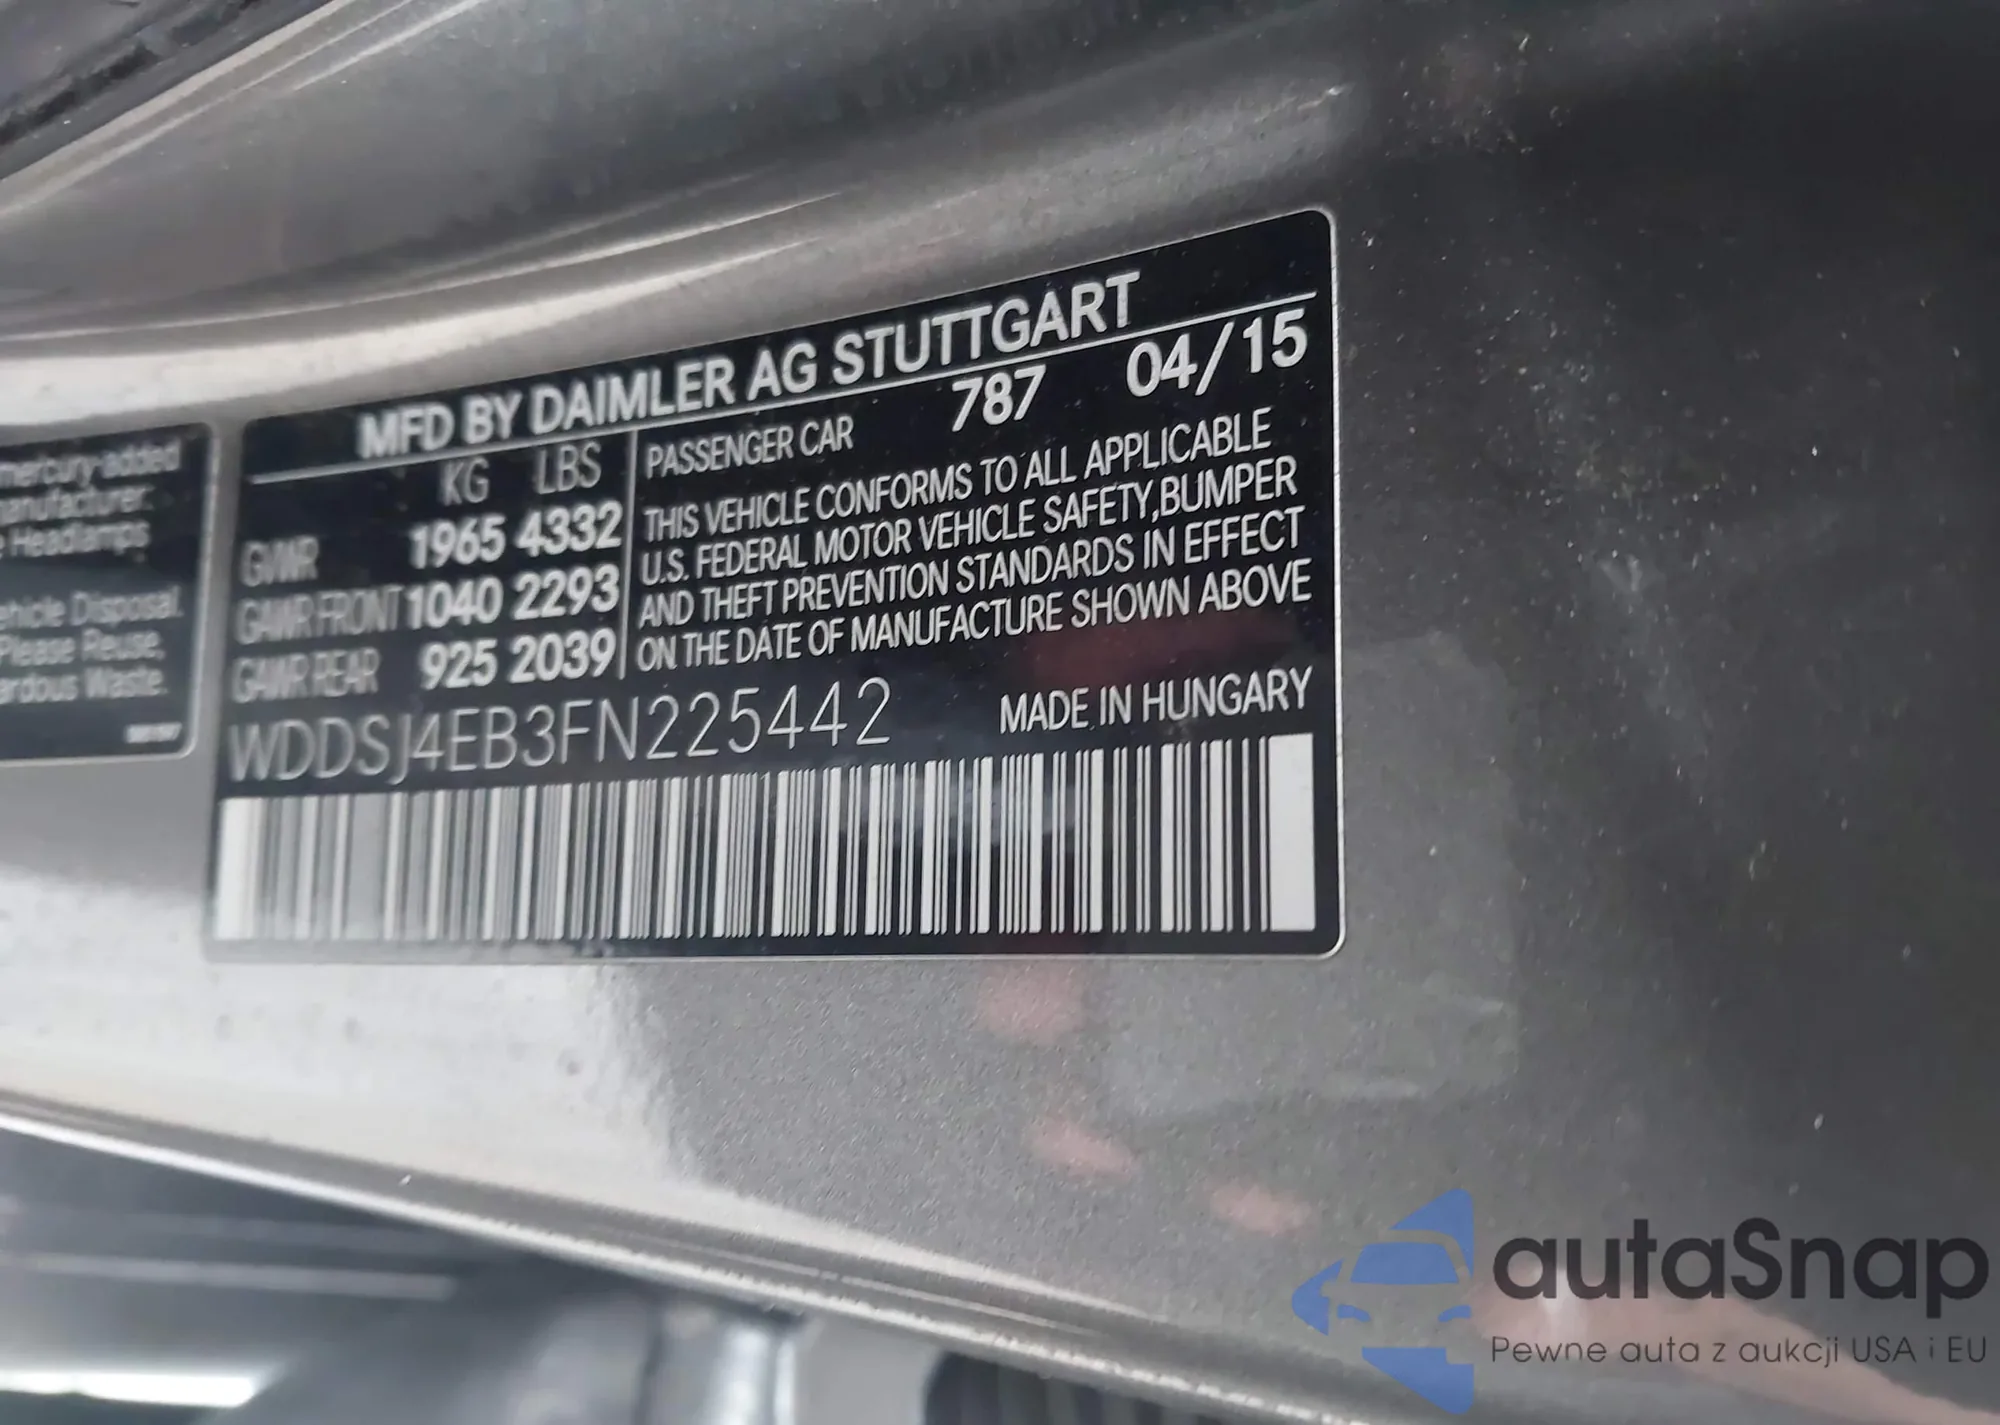 mercury-added
manufacturer:
Headlamps
Vehicle Disposal.
Please Reuse,
Waste.
MFD BY DAIMLER AG STUTTGART
KG LBS
GVWR 1965 4332
GAWR FRONT 1040 2293
GAWR REAR 925 2039
PASSENGER CAR 787 04/15
THIS VEHICLE CONFORMS TO ALL APPLICABLE
U.S. FEDERAL MOTOR VEHICLE SAFETY,BUMPER
AND THEFT PREVENTION STANDARDS IN EFFECT
ON THE DATE OF MANUFACTURE SHOWN ABOVE
WDDSJ4EB3FN225442 MADE IN HUNGARY
autaSnap
Pewne auta z aukcji USA i EU